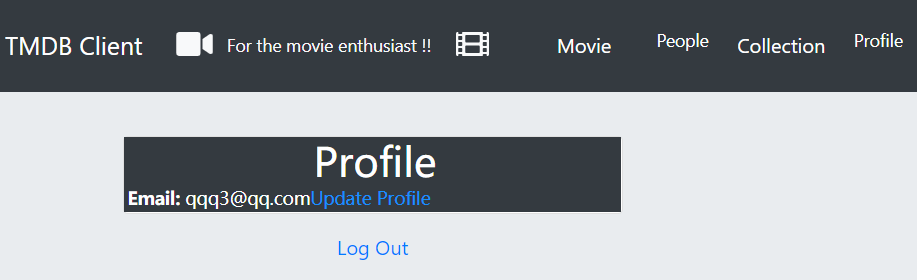 TMDB Client For the movie enthusiast !! Movie People Collection Profile
Profile
Email: qqq3@qq.comUpdate Profile
Log Out